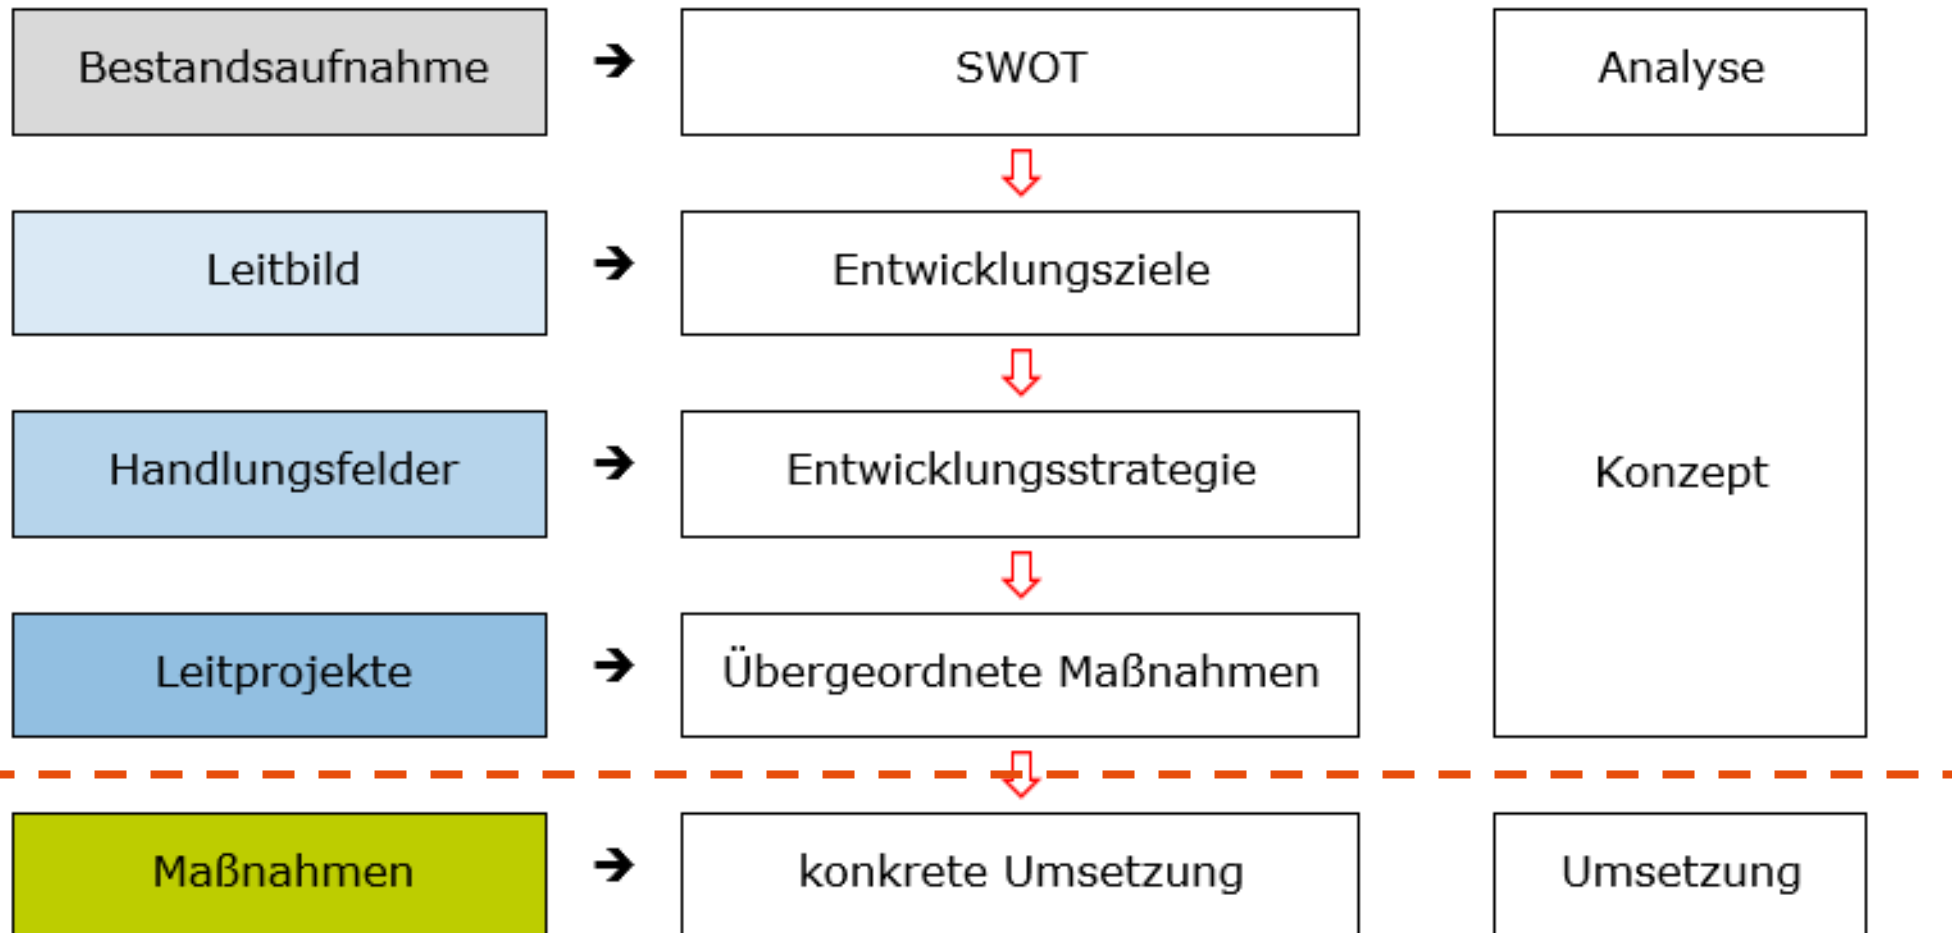 Bestandsaufnahme
SWOT
Analyse
Leitbild
Entwicklungsziele
Handlungsfelder
Entwicklungsstrategie
Konzept
Leitprojekte
Übergeordnete Maßnahmen
Maßnahmen
konkrete Umsetzung
Umsetzung